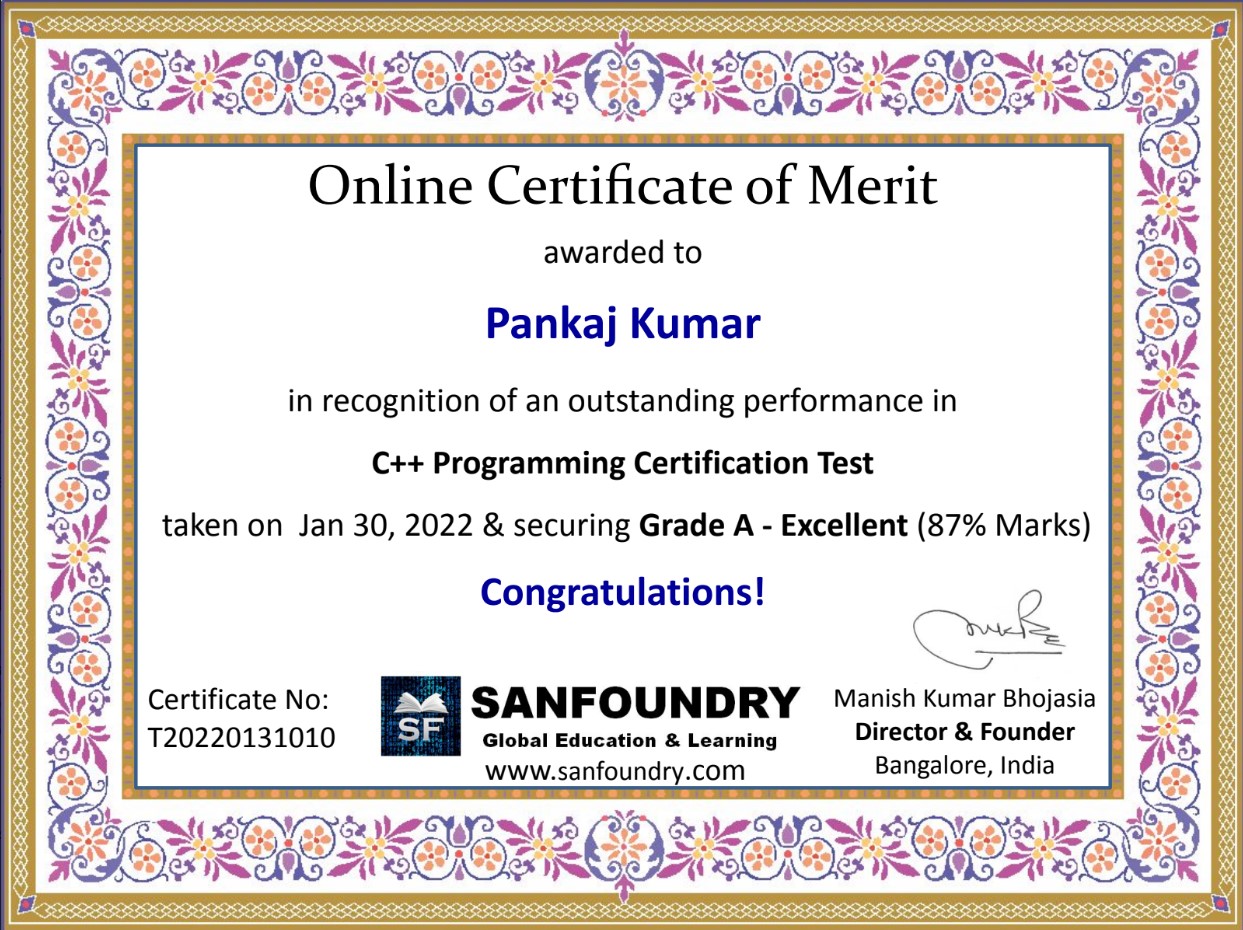 Online Certificate of Merit
awarded to
Pankaj Kumar
in recognition of an outstanding performance in
C++ Programming Certification Test
taken on  Jan 30, 2022 & securing Grade A - Excellent (87% Marks)
Congratulations!
Certificate No:
T20220131010
SF
SANFOUNDRY
Global Education & Learning
www.sanfoundry.com
Manish Kumar Bhojasia
Director & Founder
Bangalore, India